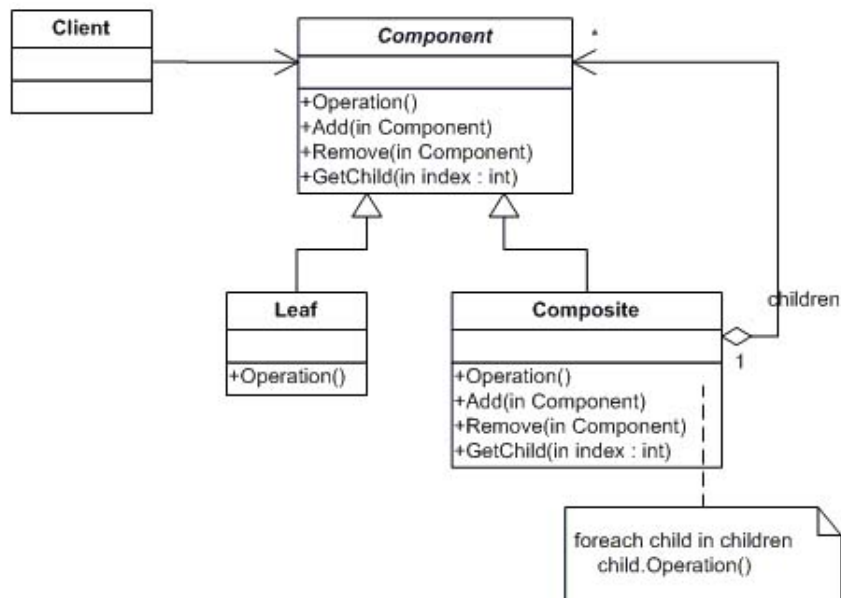 Client
Component
*
+Operation()
+Add(in Component)
+Remove(in Component)
+GetChild(in index : int)
Leaf
+Operation()
Composite
children
1
+Operation()
+Add(in Component)
+Remove(in Component)
+GetChild(in index : int)
foreach child in children
child.Operation()